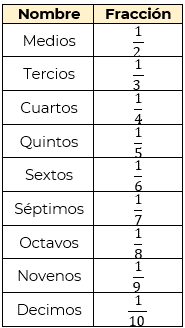 Nombre Fracción
Medios 1/2
Tercios 1/3
Cuartos 1/4
Quintos 1/5
Sextos 1/6
Séptimos 1/7
Octavos 1/8
Novenos 1/9
Decimos 1/10